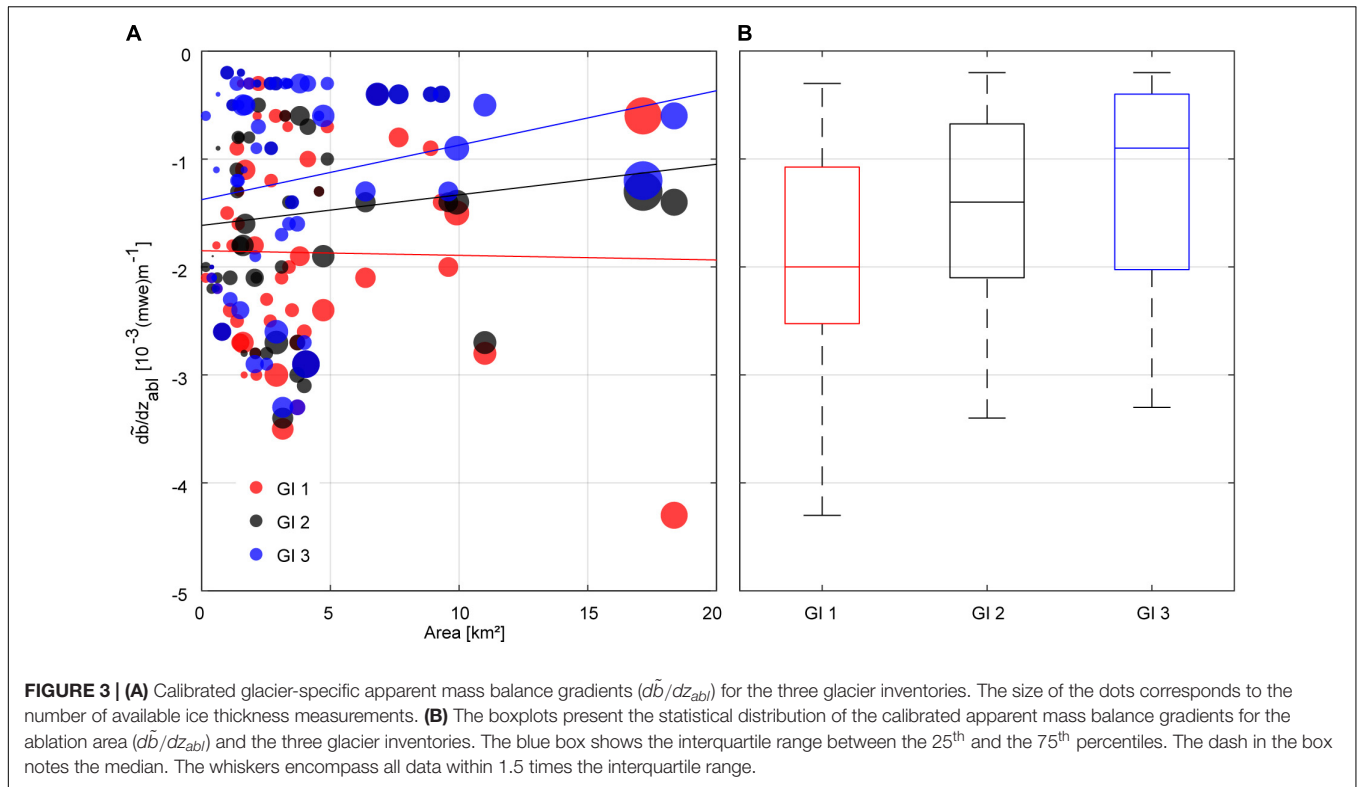 A
B
0
-1
-2
-3
-4
-5
db̃/dz_abl [10^-3 (mwe)m^-1]
GI 1
GI 2
GI 3
0 5 10 15 20
Area [km²]
GI 1 GI 2 GI 3
FIGURE 3 | (A) Calibrated glacier-specific apparent mass balance gradients (db̃/dz_abl) for the three glacier inventories. The size of the dots corresponds to the
number of available ice thickness measurements. (B) The boxplots present the statistical distribution of the calibrated apparent mass balance gradients for the
ablation area (db̃/dz_abl) and the three glacier inventories. The blue box shows the interquartile range between the 25th and the 75th percentiles. The dash in the box
notes the median. The whiskers encompass all data within 1.5 times the interquartile range.